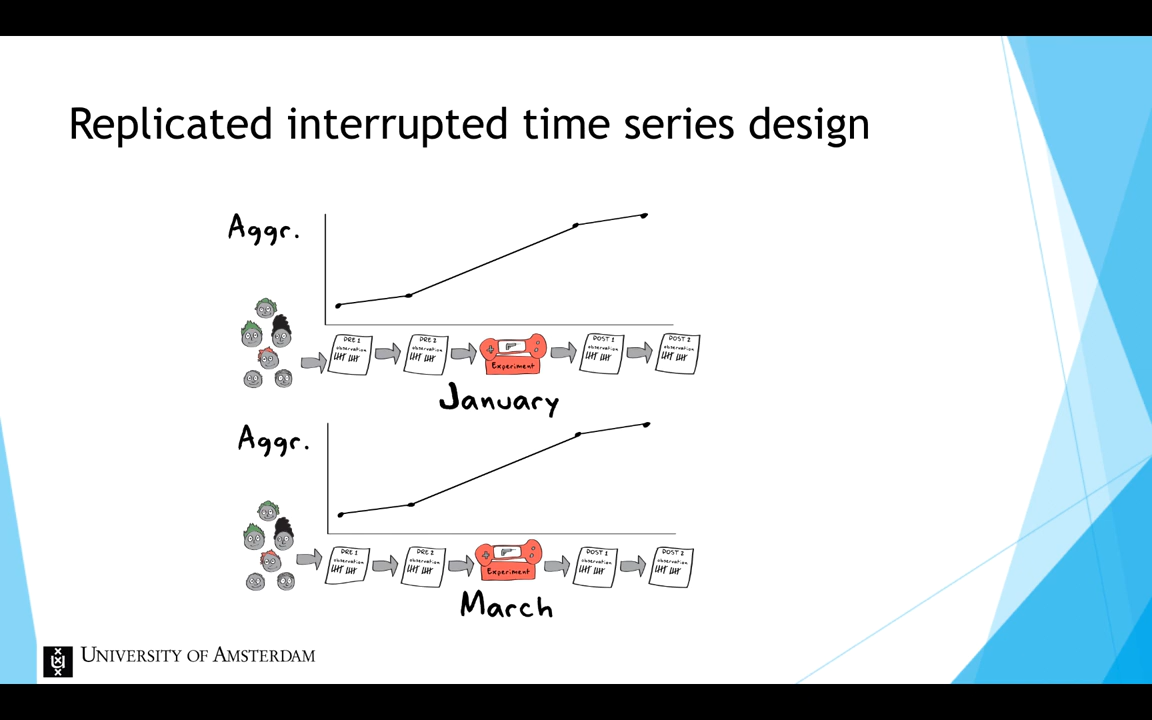 Replicated interrupted time series design
Aggr.
PRE 1 observation
PRE 2 observation
Experiment
POST 1 observation
POST 2 observation
January
Aggr.
PRE 1 observation
PRE 2 observation
Experiment
POST 1 observation
POST 2 observation
March
UNIVERSITY OF AMSTERDAM